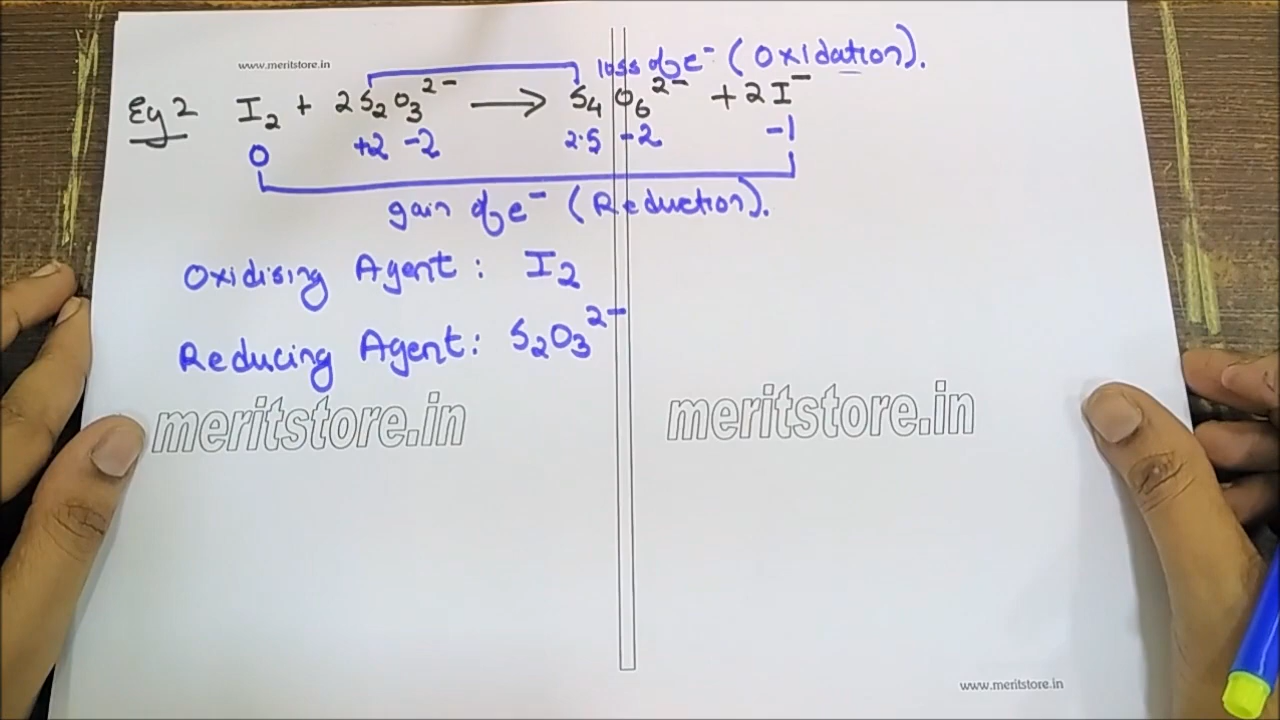 www.meritstore.in
loss of e⁻ (Oxidation).
Eg 2 I₂ + 2S₂O₃²⁻ ⟶ S₄O₆²⁻ + 2I⁻
0 +2 -2 2.5 -2 -1
gain of e⁻ (Reduction).
Oxidising Agent : I₂
Reducing Agent : S₂O₃²⁻
meritstore.in meritstore.in
www.meritstore.in